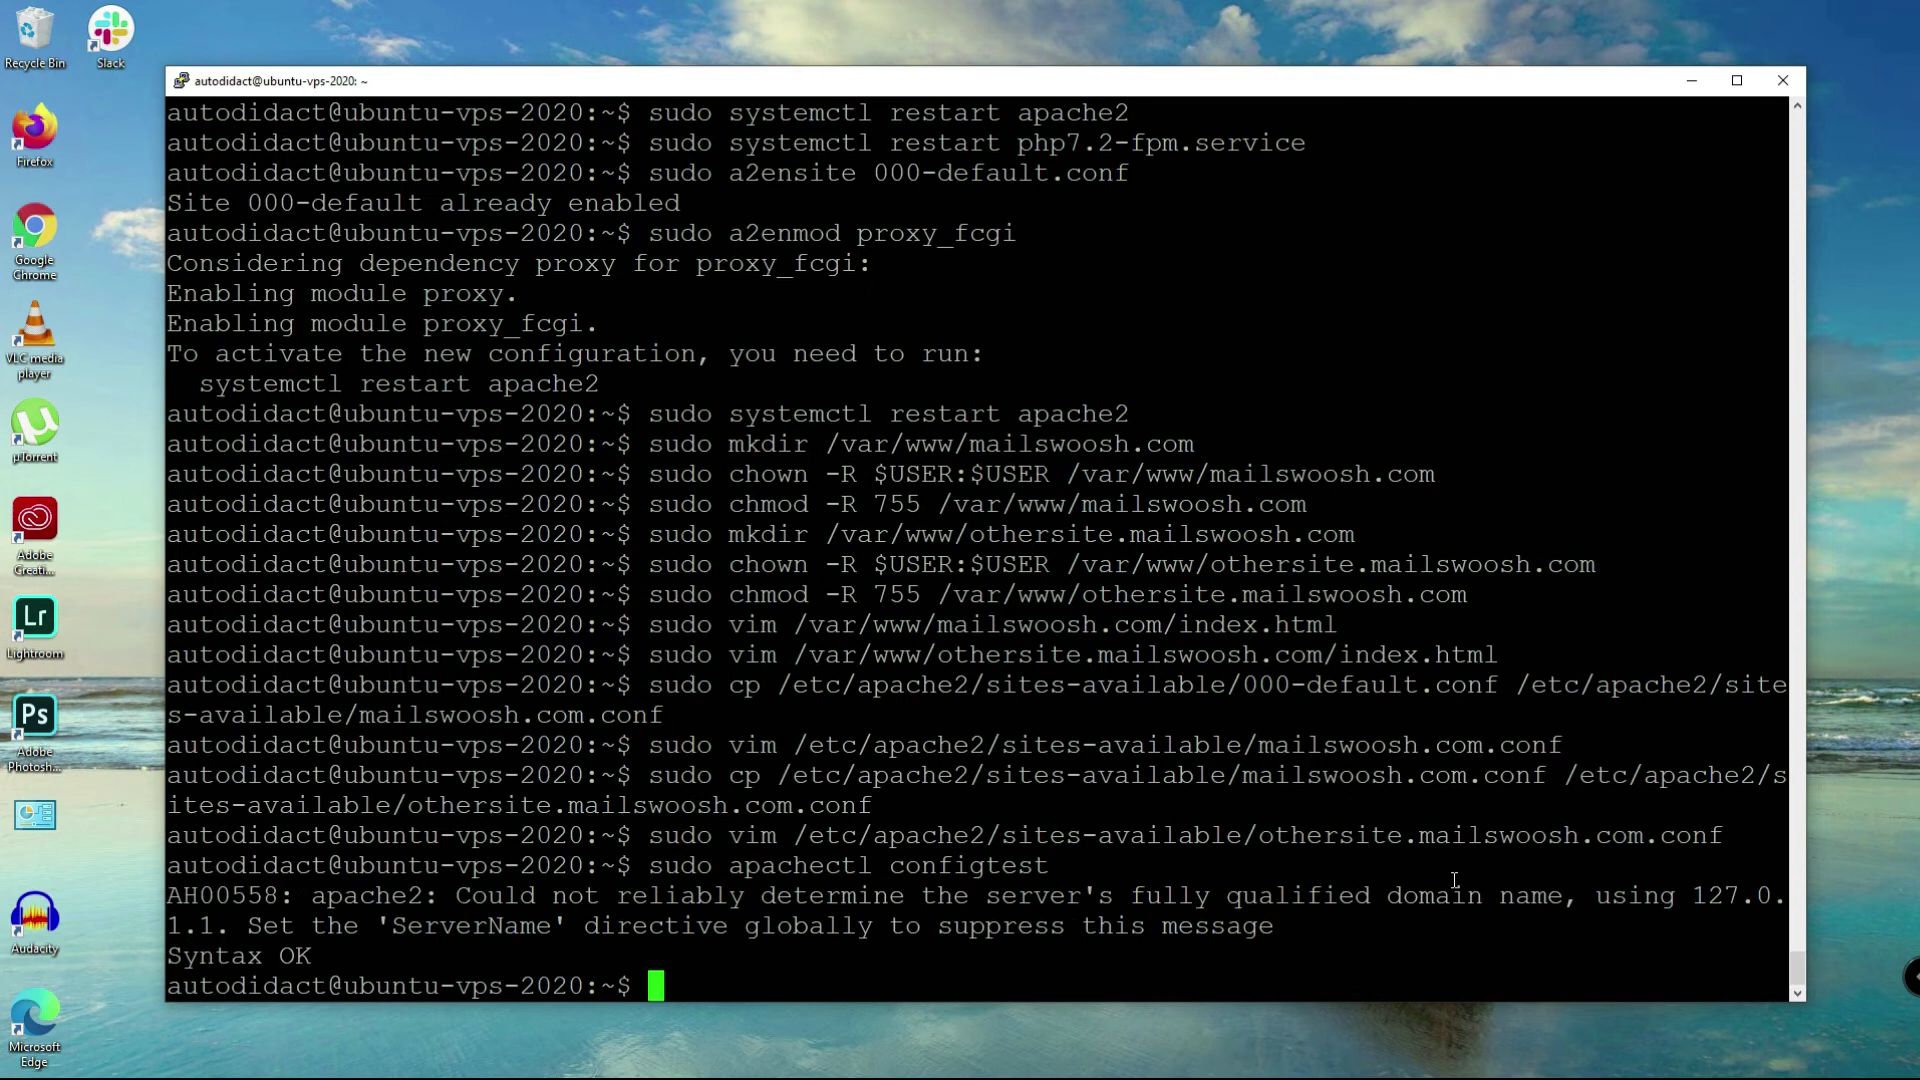 Recycle Bin
Slack
Firefox
Google
Chrome
VLC media
player
µTorrent
Adobe
Creati...
Lr
Lightroom
Ps
Adobe
Photosh...
Audacity
Microsoft
Edge
autodidact@ubuntu-vps-2020: ~
autodidact@ubuntu-vps-2020:~$ sudo systemctl restart apache2
autodidact@ubuntu-vps-2020:~$ sudo systemctl restart php7.2-fpm.service
autodidact@ubuntu-vps-2020:~$ sudo a2ensite 000-default.conf
Site 000-default already enabled
autodidact@ubuntu-vps-2020:~$ sudo a2enmod proxy_fcgi
Considering dependency proxy for proxy_fcgi:
Enabling module proxy.
Enabling module proxy_fcgi.
To activate the new configuration, you need to run:
  systemctl restart apache2
autodidact@ubuntu-vps-2020:~$ sudo systemctl restart apache2
autodidact@ubuntu-vps-2020:~$ sudo mkdir /var/www/mailswoosh.com
autodidact@ubuntu-vps-2020:~$ sudo chown -R $USER:$USER /var/www/mailswoosh.com
autodidact@ubuntu-vps-2020:~$ sudo chmod -R 755 /var/www/mailswoosh.com
autodidact@ubuntu-vps-2020:~$ sudo mkdir /var/www/othersite.mailswoosh.com
autodidact@ubuntu-vps-2020:~$ sudo chown -R $USER:$USER /var/www/othersite.mailswoosh.com
autodidact@ubuntu-vps-2020:~$ sudo chmod -R 755 /var/www/othersite.mailswoosh.com
autodidact@ubuntu-vps-2020:~$ sudo vim /var/www/mailswoosh.com/index.html
autodidact@ubuntu-vps-2020:~$ sudo vim /var/www/othersite.mailswoosh.com/index.html
autodidact@ubuntu-vps-2020:~$ sudo cp /etc/apache2/sites-available/000-default.conf /etc/apache2/site
s-available/mailswoosh.com.conf
autodidact@ubuntu-vps-2020:~$ sudo vim /etc/apache2/sites-available/mailswoosh.com.conf
autodidact@ubuntu-vps-2020:~$ sudo cp /etc/apache2/sites-available/mailswoosh.com.conf /etc/apache2/s
ites-available/othersite.mailswoosh.com.conf
autodidact@ubuntu-vps-2020:~$ sudo vim /etc/apache2/sites-available/othersite.mailswoosh.com.conf
autodidact@ubuntu-vps-2020:~$ sudo apachectl configtest
AH00558: apache2: Could not reliably determine the server's fully qualified domain name, using 127.0.
1.1. Set the 'ServerName' directive globally to suppress this message
Syntax OK
autodidact@ubuntu-vps-2020:~$